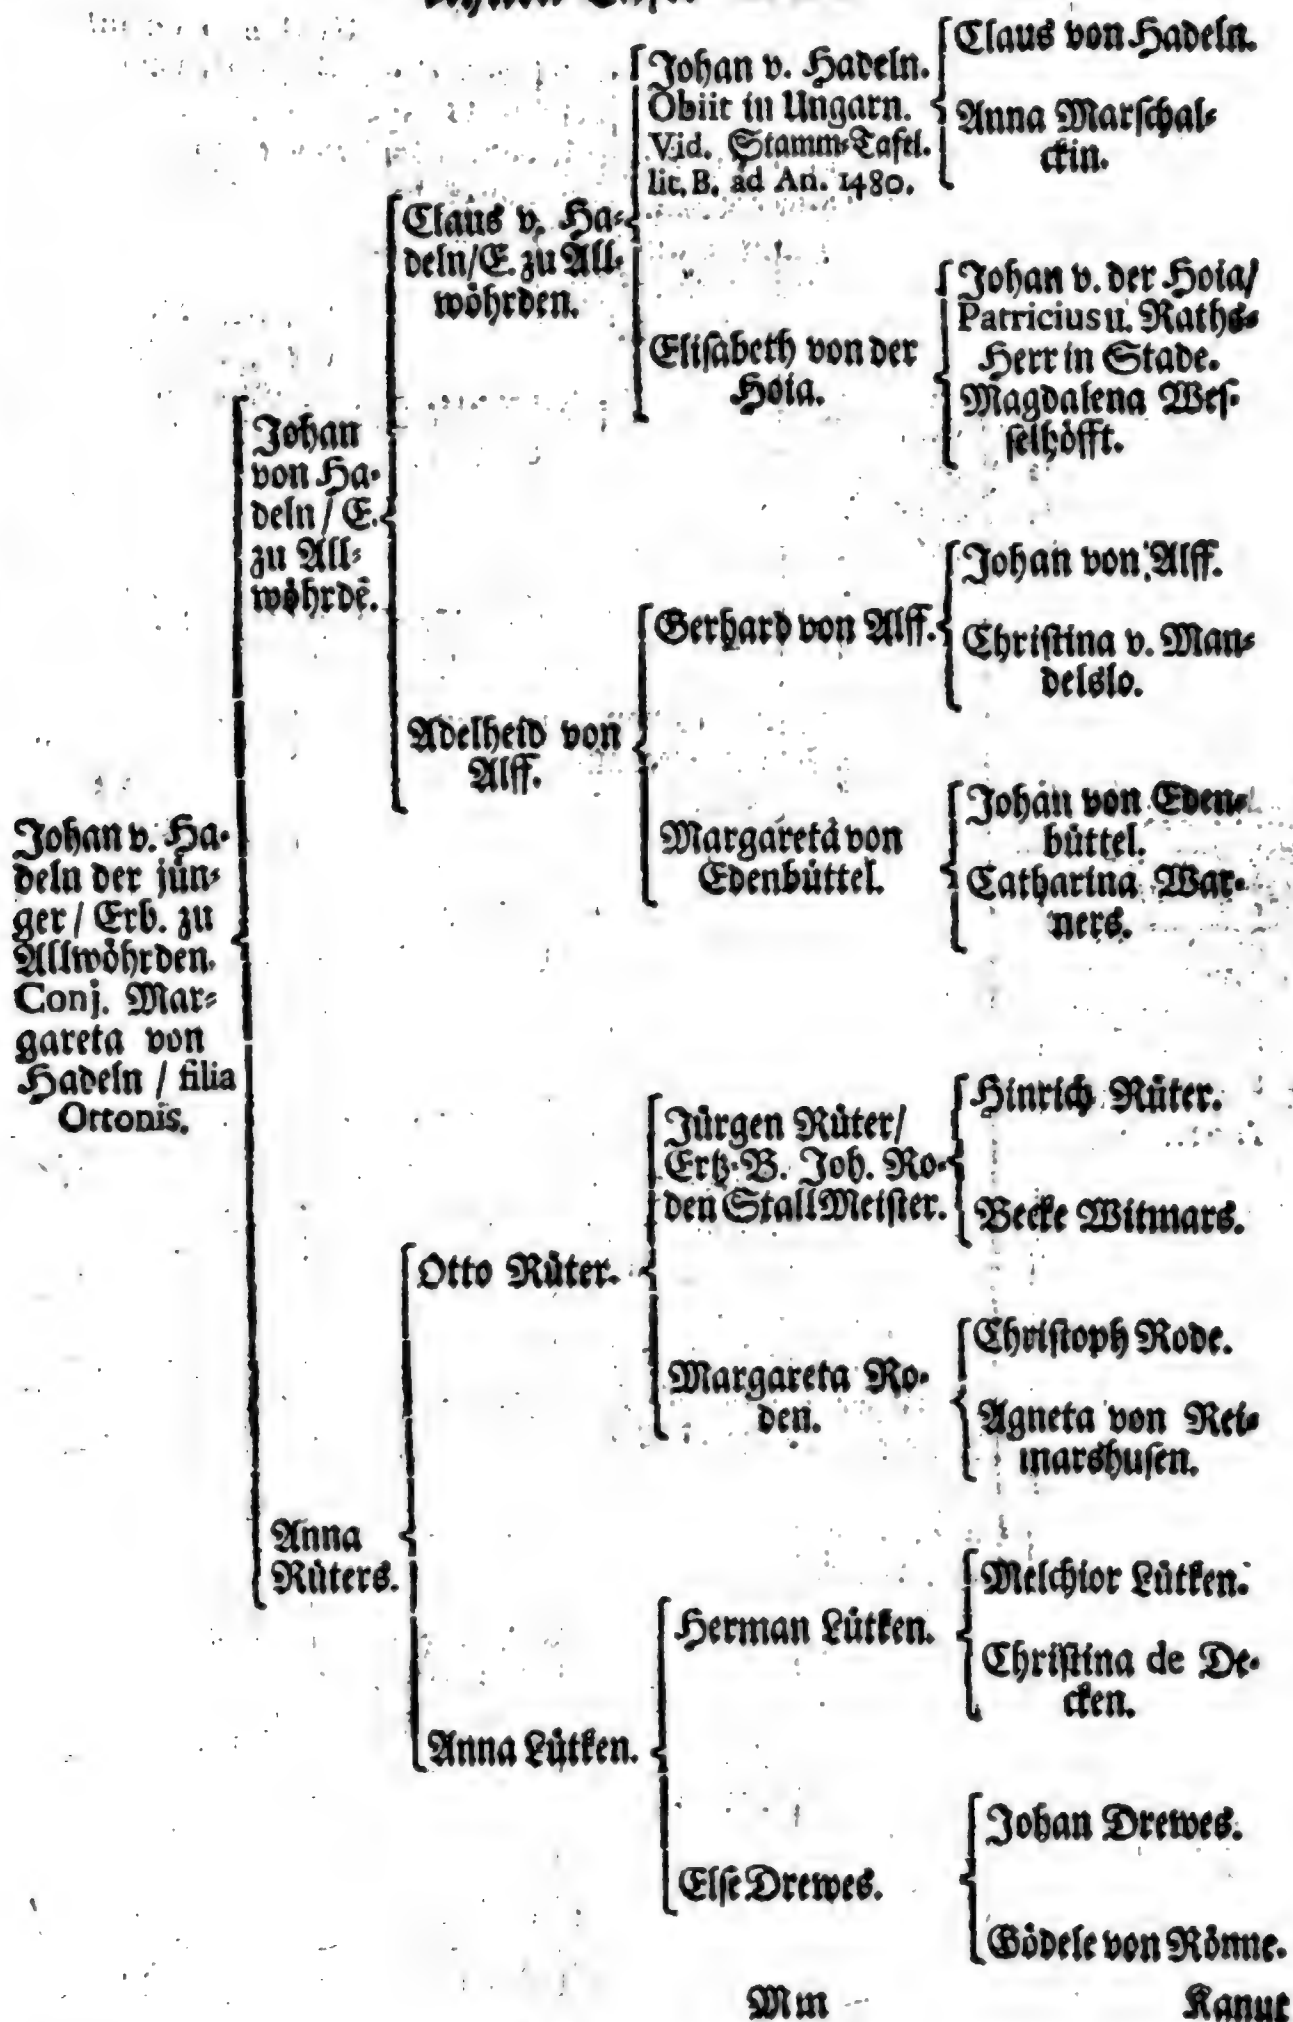 Johan v. Ha-
deln der jün-
ger / Erb. zu
Allwöhrden.
Conj. Mar-
gareta von
Hadeln / filia
Ottonis.
Johan
von Ha-
deln / E.
zu All-
wöhrdē.
Claus v. Ha-
deln/E. zu All-
wöhrden.
Johan v. Hadeln.
Obiit in Ungarn.
Vid. Stamm-Tafel.
lit. B. ad An. 1480.
Claus von Hadeln.
Anna Marschal-
ckin.
Elisabeth von der
Hoia.
Johan v. der Hoia/
Patricius u. Raths-
Herr in Stade.
Magdalena Wes-
selhöfft.
Adelheid von
Alff.
Gerhard von Alff.
Johan von Alff.
Christina v. Man-
delslo.
Margareta von
Edenbüttel.
Johan von Eden-
büttel.
Catharina War-
ners.
Anna
Rüters.
Otto Rüter.
Jürgen Rüter/
Ertz-B. Joh. Ro-
den StallMeister.
Hinrich Rüter.
Becke Witmars.
Margareta Ro-
den.
Christoph Rode.
Agneta von Rei-
marshusen.
Anna Lütken.
Herman Lütken.
Melchior Lütken.
Christina de De-
cken.
Else Drewes.
Johan Drewes.
Gödele von Rönne.
Mm
Kanut